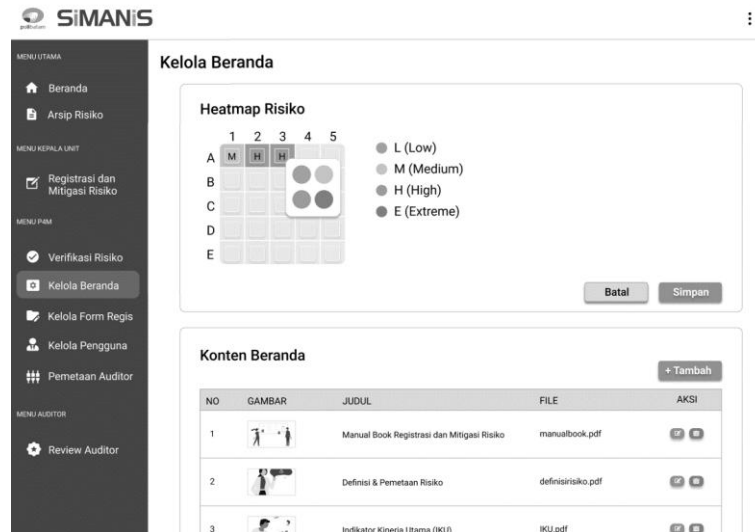 SiMANiS
MENU UTAMA
Beranda
Arsip Risiko
MENU KEPALA UNIT
Registrasi dan
Mitigasi Risiko
MENU P4M
Verifikasi Risiko
Kelola Beranda
Kelola Form Regis
Kelola Pengguna
Pemetaan Auditor
MENU AUDITOR
Review Auditor
Kelola Beranda
Heatmap Risiko
1 2 3 4 5
A M H H
B
C
D
E
L (Low)
M (Medium)
H (High)
E (Extreme)
Batal Simpan
Konten Beranda
+ Tambah
NO GAMBAR JUDUL FILE AKSI
1 Manual Book Registrasi dan Mitigasi Risiko manualbook.pdf
2 Definisi & Pemetaan Risiko definisirisiko.pdf
3 Indikator Kinerja Utama (IKU) IKU.pdf